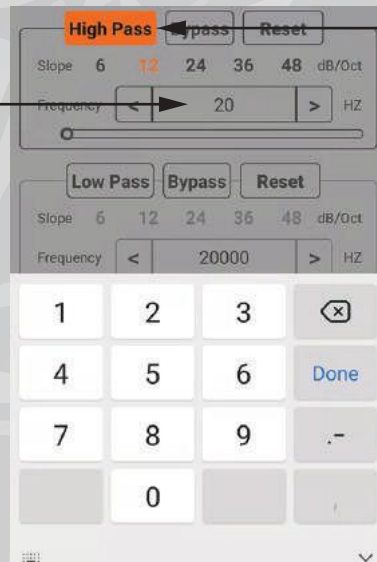 High Pass Bypass Reset
Slope 6 12 24 36 48 dB/Oct
Frequency < 20 > HZ
Low Pass Bypass Reset
Slope 6 12 24 36 48 dB/Oct
Frequency < 20000 > HZ
1 2 3
4 5 6 Done
7 8 9 .-
0 ,